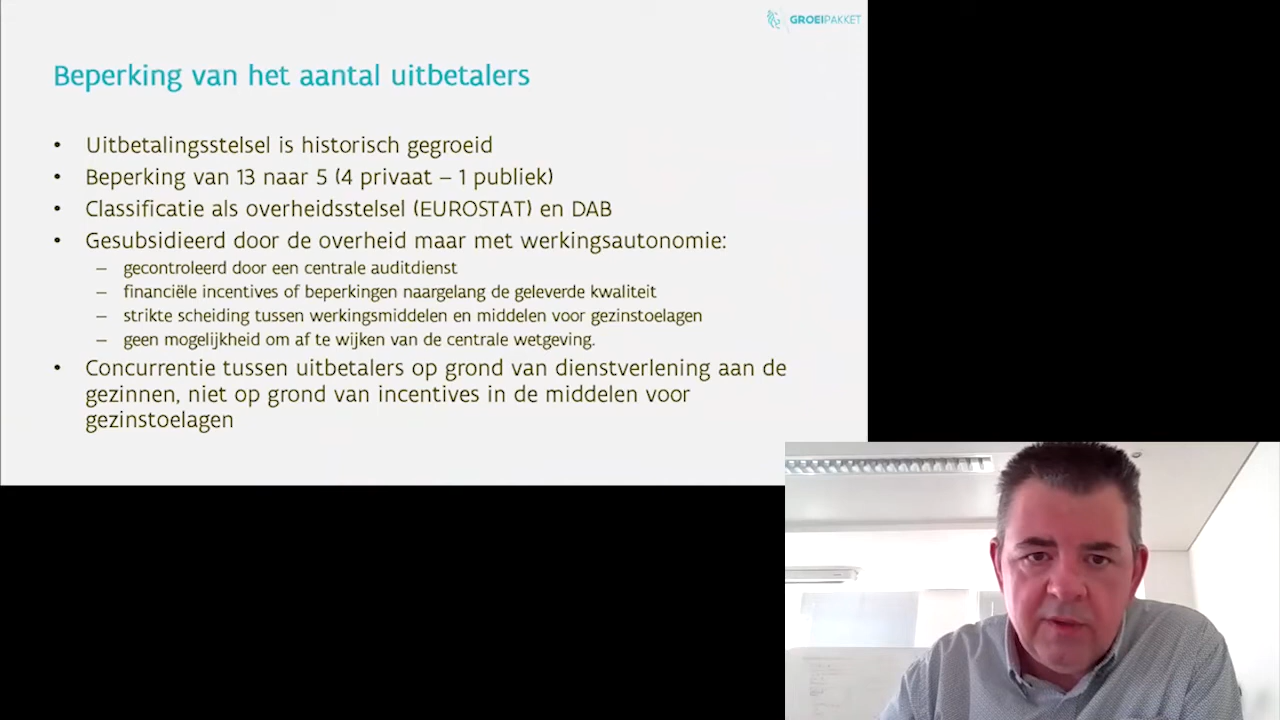 GROEIPAKKET
Beperking van het aantal uitbetalers
• Uitbetalingsstelsel is historisch gegroeid
• Beperking van 13 naar 5 (4 privaat – 1 publiek)
• Classificatie als overheidsstelsel (EUROSTAT) en DAB
• Gesubsidieerd door de overheid maar met werkingsautonomie:
– gecontroleerd door een centrale auditdienst
– financiële incentives of beperkingen naargelang de geleverde kwaliteit
– strikte scheiding tussen werkingsmiddelen en middelen voor gezinstoelagen
– geen mogelijkheid om af te wijken van de centrale wetgeving.
• Concurrentie tussen uitbetalers op grond van dienstverlening aan de
gezinnen, niet op grond van incentives in de middelen voor
gezinstoelagen